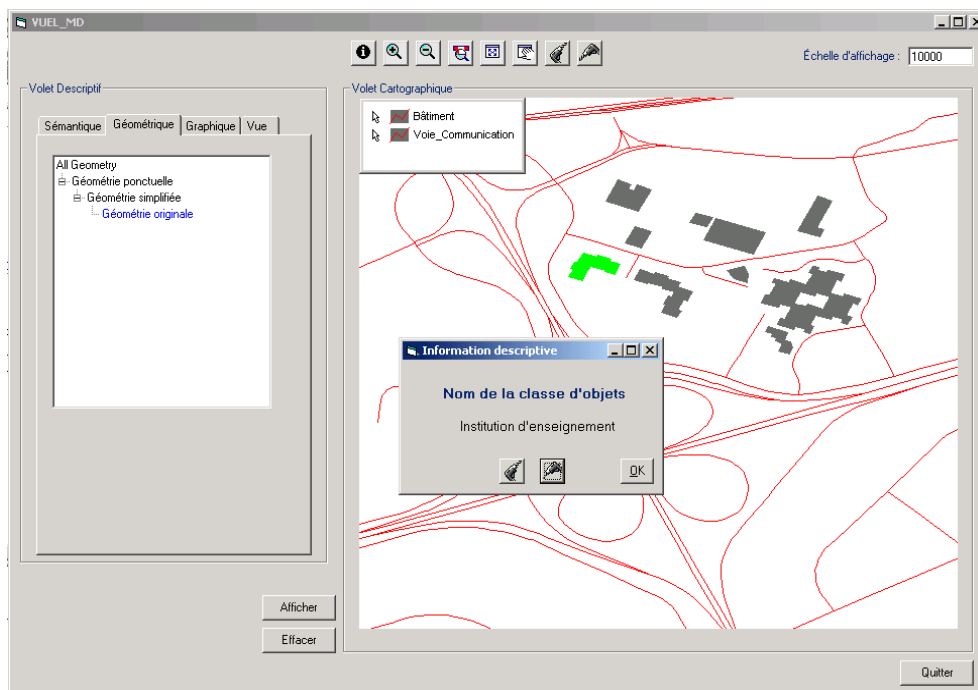 VUEL_MD
Échelle d'affichage : 10000
Volet Descriptif
Sémantique Géométrique Graphique Vue
All Geometry
Géométrie ponctuelle
Géométrie simplifiée
Géométrie originale
Afficher
Effacer
Volet Cartographique
Bâtiment
Voie_Communication
Information descriptive
Nom de la classe d'objets
Institution d'enseignement
OK
Quitter